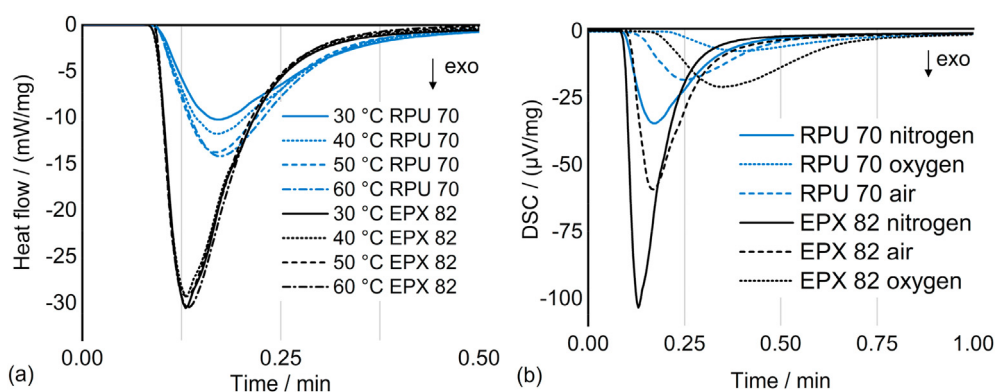 Heat flow / (mW/mg)
0
-5
-10
-15
-20
-25
-30
exo
30 °C RPU 70
40 °C RPU 70
50 °C RPU 70
60 °C RPU 70
30 °C EPX 82
40 °C EPX 82
50 °C EPX 82
60 °C EPX 82
0.00 0.25 0.50
Time / min
(a)
DSC / (µV/mg)
0
-25
-50
-75
-100
exo
RPU 70 nitrogen
RPU 70 oxygen
RPU 70 air
EPX 82 nitrogen
EPX 82 air
EPX 82 oxygen
0.00 0.25 0.50 0.75 1.00
Time / min
(b)